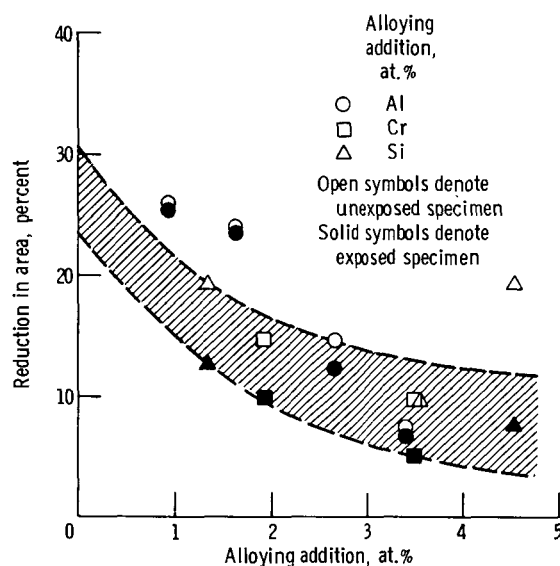 40
30
20
10
0
1
2
3
4
5
Reduction in area, percent
Alloying addition, at.%
Alloying
addition,
at.%
Al
Cr
Si
Open symbols denote
unexposed specimen
Solid symbols denote
exposed specimen